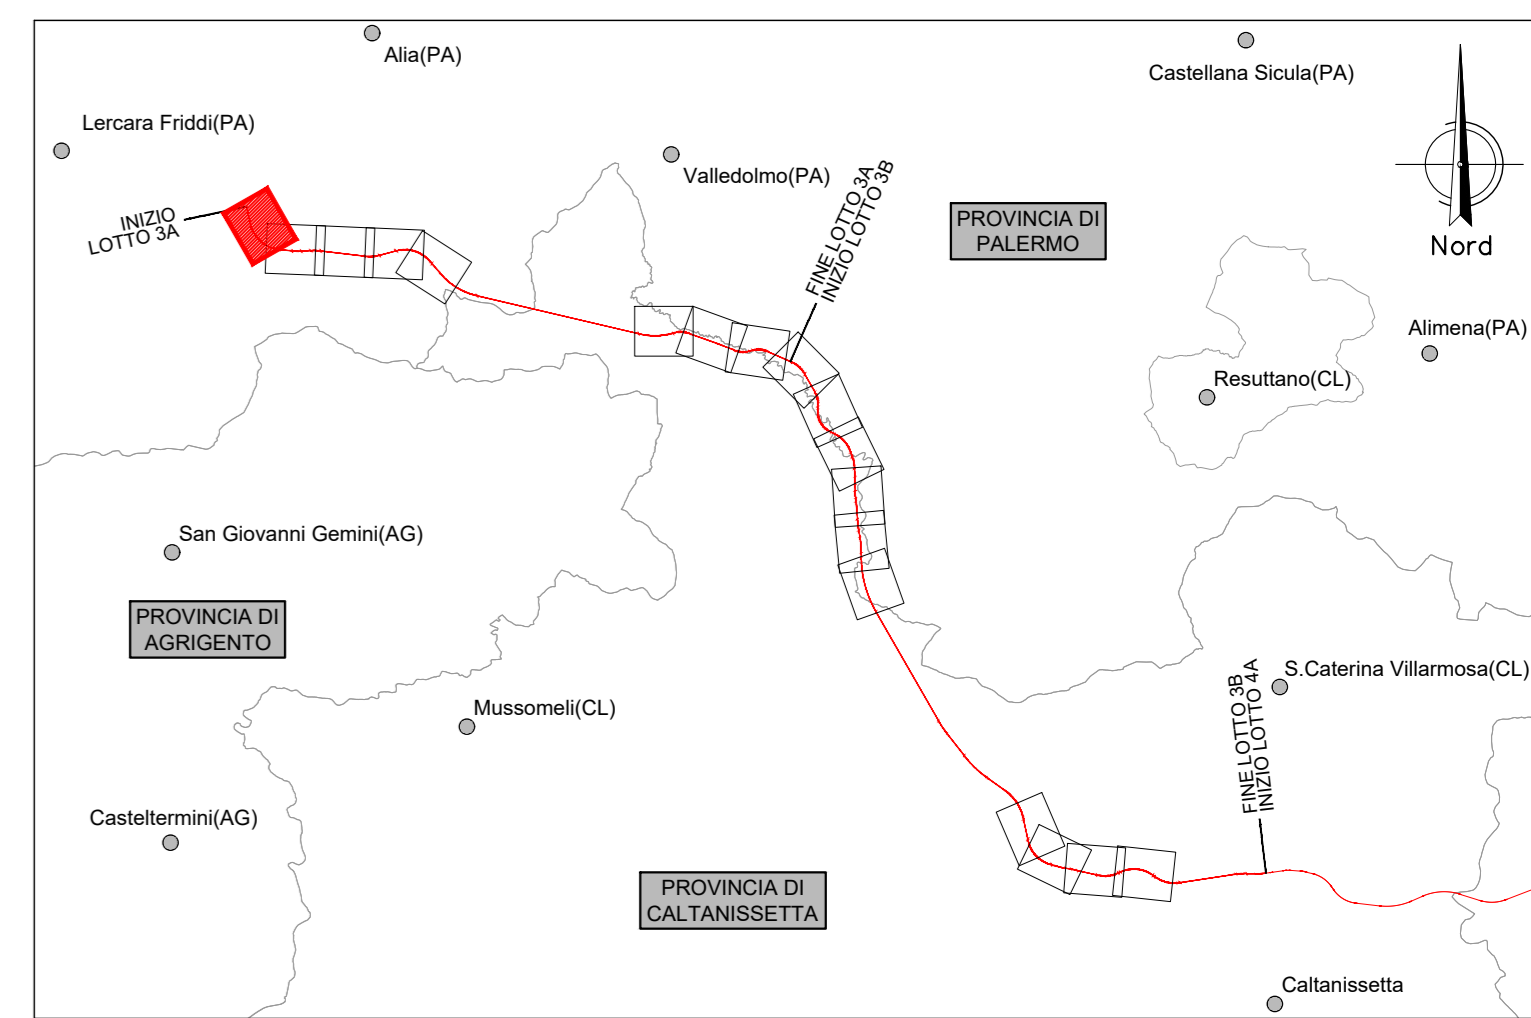 Alia(PA)
Castellana Sicula(PA)
Lercara Friddi(PA)
Valledolmo(PA)
INIZIO
LOTTO 3A
FINE LOTTO 3A
INIZIO LOTTO 3B
PROVINCIA DI
PALERMO
Nord
Alimena(PA)
Resuttano(CL)
San Giovanni Gemini(AG)
PROVINCIA DI
AGRIGENTO
S.Caterina Villarmosa(CL)
Mussomeli(CL)
FINE LOTTO 3B
INIZIO LOTTO 4A
Casteltermini(AG)
PROVINCIA DI
CALTANISSETTA
Caltanissetta